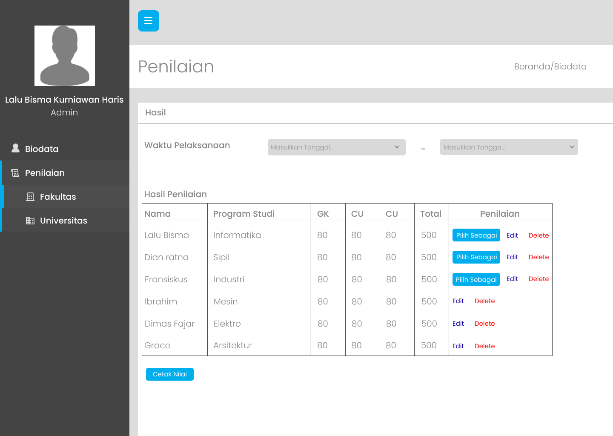 Penilaian
Beranda/Biodata
Lalu Bisma Kurniawan Haris
Admin
Biodata
Penilaian
Fakultas
Universitas
Hasil
Waktu Pelaksanaan Masukkan Tanggal... - Masukkan Tanggal...
Hasil Penilaian
Nama Program Studi GK CU CU Total Penilaian
Lalu Bisma Informatika 80 80 80 500 Pilih Sebagai Edit Delete
Dian ratna Sipil 80 80 80 500 Pilih Sebagai Edit Delete
Fransiskus Industri 80 80 80 500 Pilih Sebagai Edit Delete
Ibrahim Mesin 80 80 80 500 Edit Delete
Dimas Fajar Elektro 80 80 80 500 Edit Delete
Graco Arsitektur 80 80 80 500 Edit Delete
Cetak Nilai